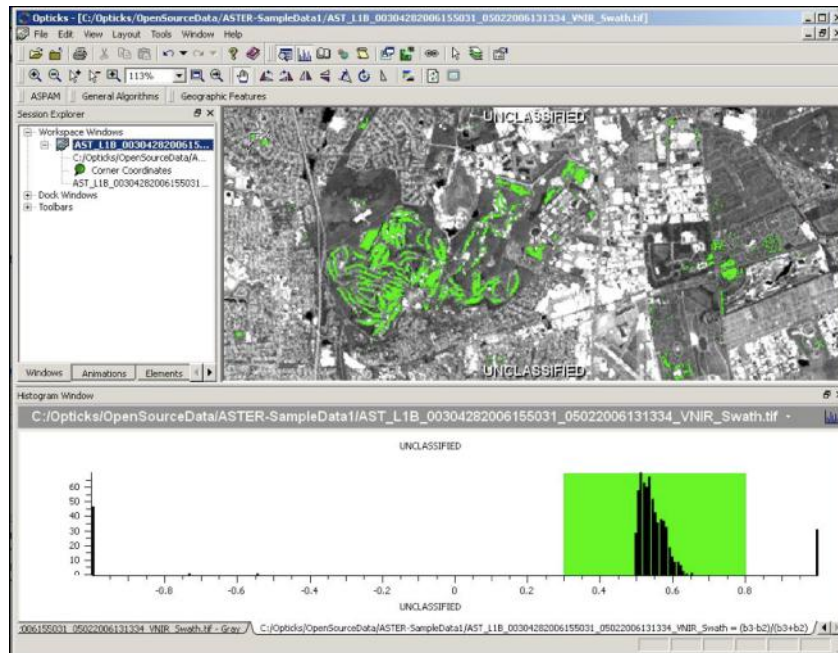 Opticks - [C:/Opticks/OpenSourceData/ASTER-SampleData1/AST_L1B_00304282006155031_05022006131334_VNIR_Swath.tif]
File Edit View Layout Tools Window Help
113%
ASPAM General Algorithms Geographic Features
Session Explorer
UNCLASSIFIED
Workspace Windows
AST_L1B_0030428200615...
C:/Opticks/OpenSourceData/A...
Corner Coordinates
AST_L1B_00304282006155031...
Dock Windows
Toolbars
Windows Animations Elements
UNCLASSIFIED
Histogram Window
C:/Opticks/OpenSourceData/ASTER-SampleData1/AST_L1B_00304282006155031_05022006131334_VNIR_Swath.tif -
UNCLASSIFIED
60
50
40
30
20
10
0
-0.8 -0.6 -0.4 -0.2 0 0.2 0.4 0.6 0.8
UNCLASSIFIED
006155031_05022006131334_VNIR_Swath.tif - Gray C:/Opticks/OpenSourceData/ASTER-SampleData1/AST_L1B_00304282006155031_05022006131334_VNIR_Swath = (b3-b2)/(b3+b2)